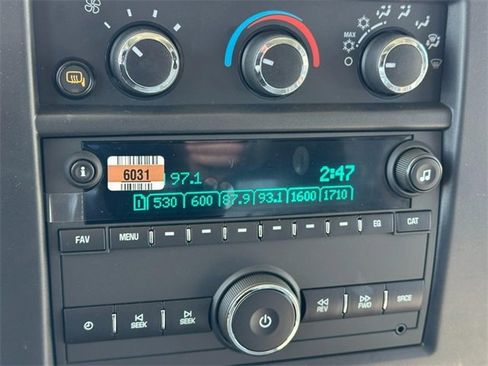 MAX
6031
i
97.1
2:47
1 530 600 87.9 93.1 1600 1710
FAV MENU EQ CAT
SEEK SEEK REV FWD SRCE